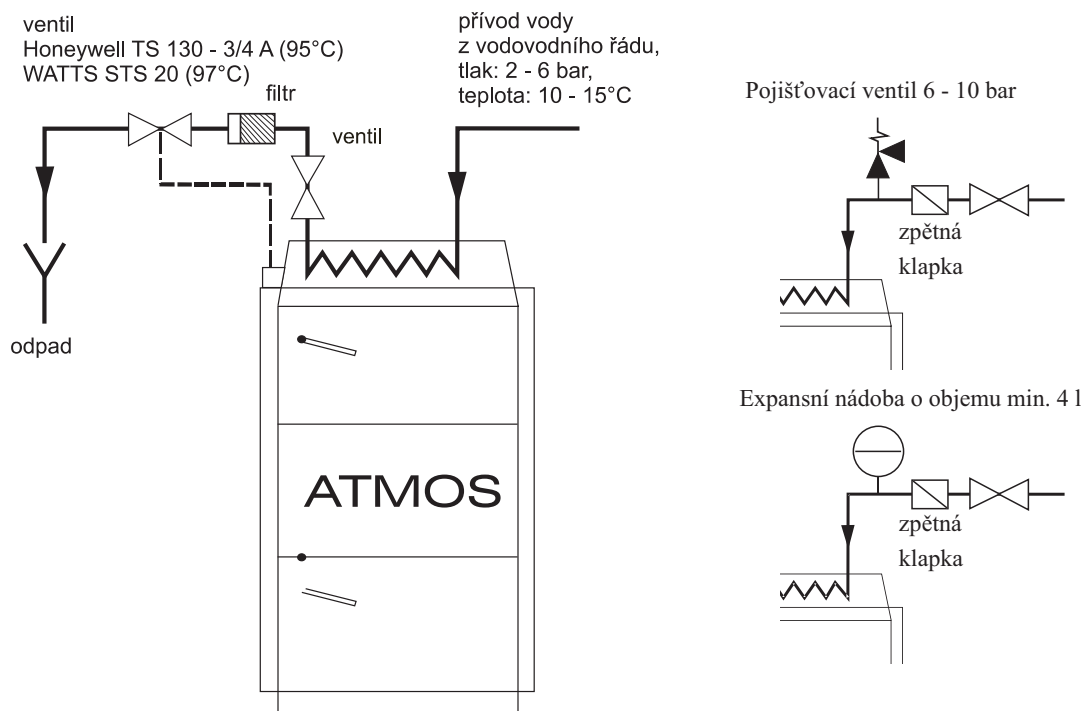 ventil
Honeywell TS 130 - 3/4 A (95°C)
WATTS STS 20 (97°C)
filtr
ventil
přívod vody
z vodovodního řádu,
tlak: 2 - 6 bar,
teplota: 10 - 15°C
odpad
ATMOS
Pojišťovací ventil 6 - 10 bar
zpětná
klapka
Expansní nádoba o objemu min. 4 l
zpětná
klapka